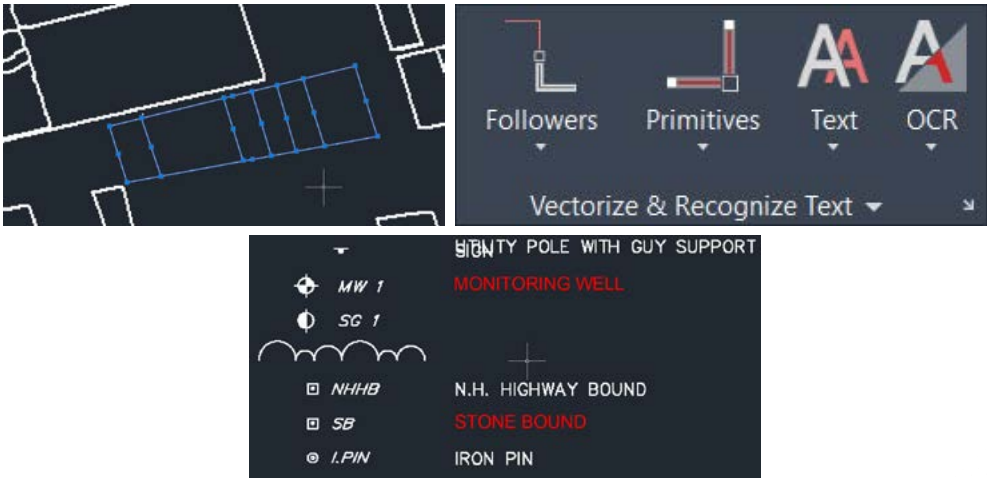 Followers Primitives Text OCR
Vectorize & Recognize Text
UTILITY POLE WITH GUY SUPPORT
SIGN
MW 1 MONITORING WELL
SG 1
NHHB N.H. HIGHWAY BOUND
SB STONE BOUND
I.PIN IRON PIN